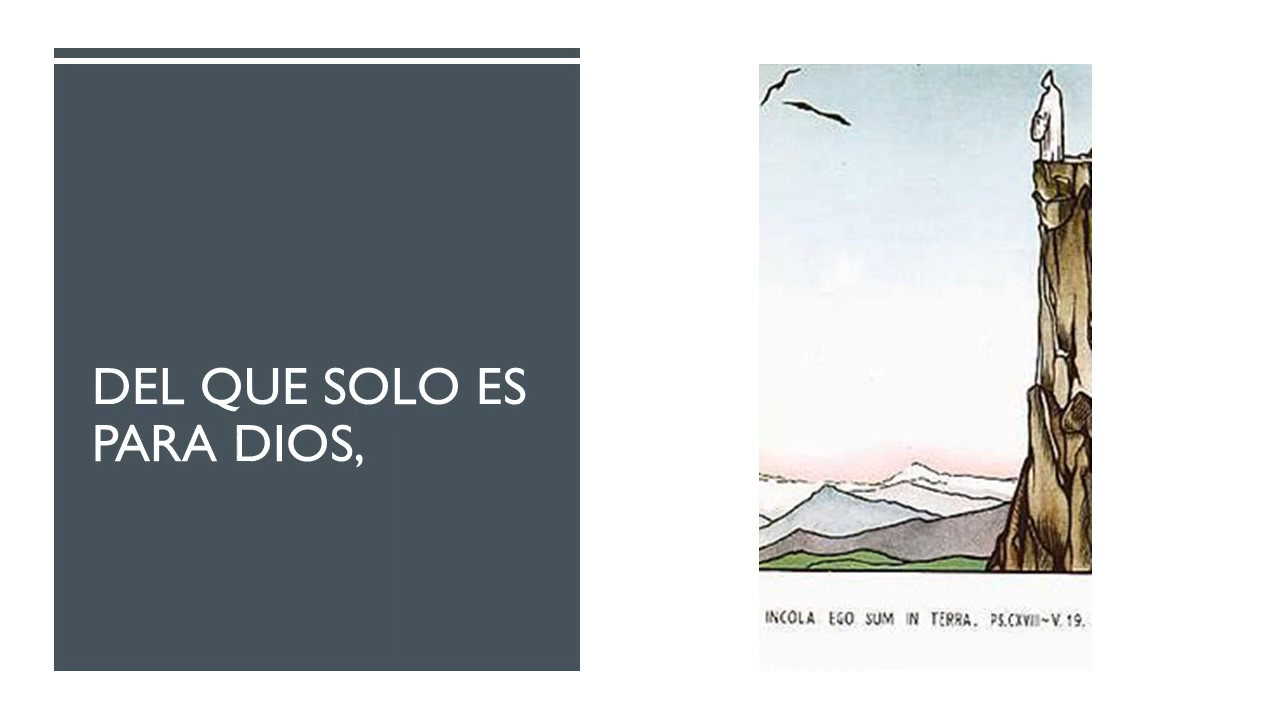 DEL QUE SOLO ES
PARA DIOS,
INCOLA EGO SUM IN TERRA. PS.CXVIII~V.19.